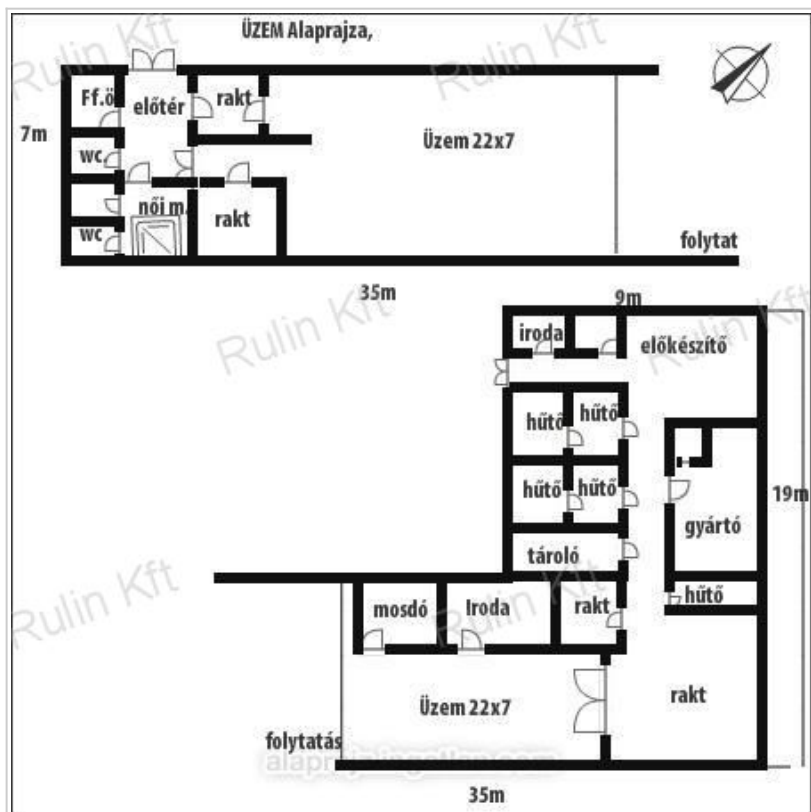 ÜZEM Alaprajza,
Ff.ö
előtér
rakt
7m
wc
Üzem 22x7
női m.
wc
rakt
folytat
35m
9m
iroda
előkészítő
hűtő
hűtő
hűtő
hűtő
19m
gyártó
tároló
hűtő
mosdó
Iroda
rakt
rakt
Üzem 22x7
folytatás
35m
Rulin Kft
Rulin Kft
Rulin Kft
Rulin Kft
Rulin Kft
Rulin Kft